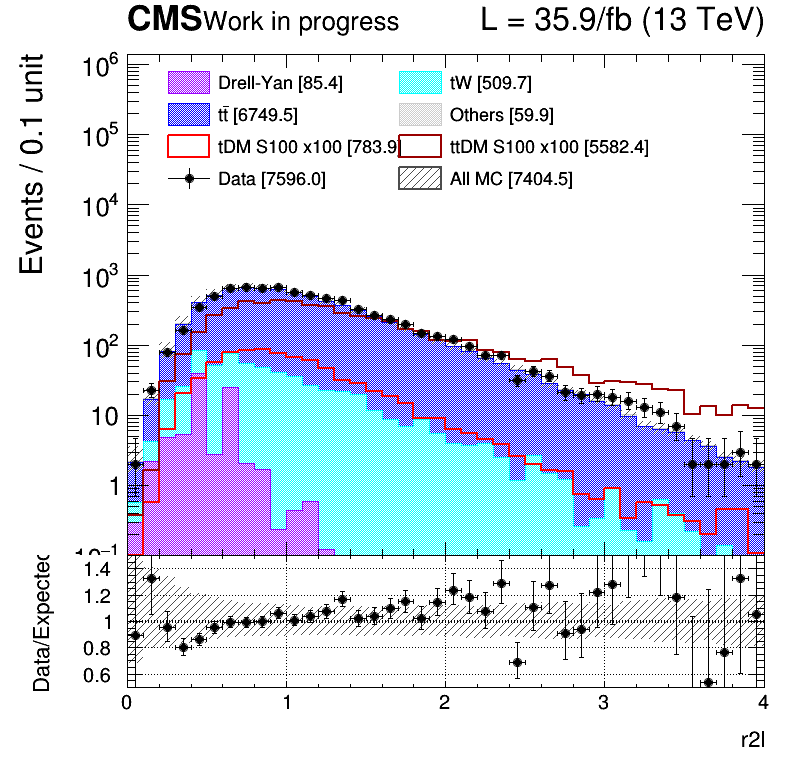 CMS Work in progress L = 35.9/fb (13 TeV)
Events / 0.1 unit
10⁶
10⁵
10⁴
10³
10²
10
1
10⁻¹
Drell-Yan [85.4] tW [509.7]
tt̄ [6749.5] Others [59.9]
tDM S100 x100 [783.9] ttDM S100 x100 [5582.4]
Data [7596.0] All MC [7404.5]
Data/Expected
1.4
1.2
1
0.8
0.6
0 1 2 3 4
r2l